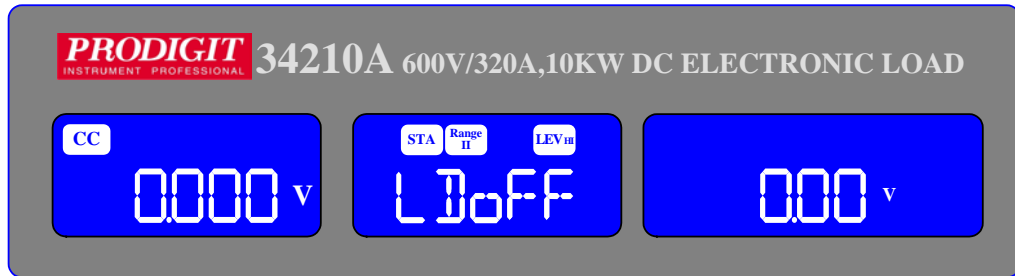 PRODIGIT
INSTRUMENT PROFESSIONAL
34210A 600V/320A,10KW DC ELECTRONIC LOAD
CC
0.000 V
STA Range II LEV HI
LDoFF
0.00 V